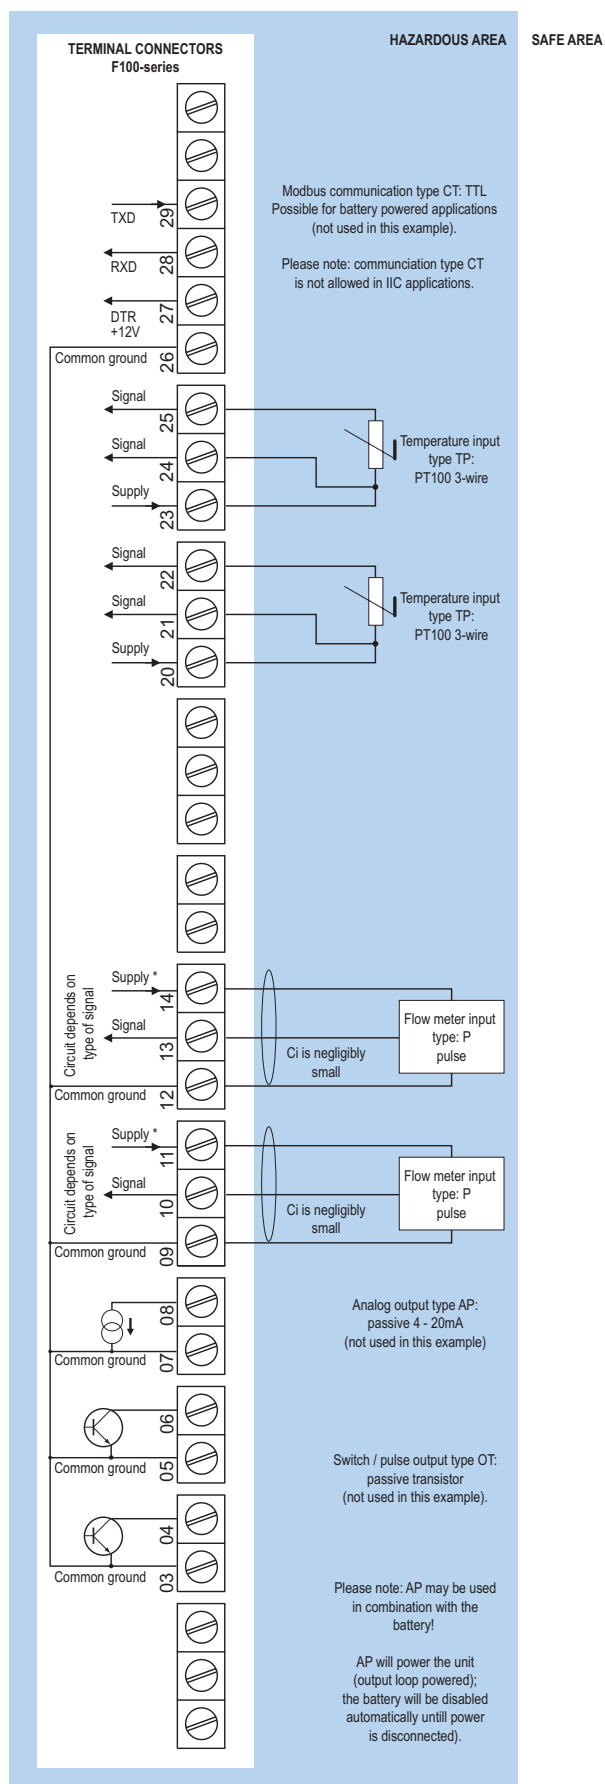 HAZARDOUS AREA
SAFE AREA
TERMINAL CONNECTORS
F100-series
Modbus communication type CT: TTL
Possible for battery powered applications
(not used in this example).
Please note: communciation type CT
is not allowed in IIC applications.
TXD
29
RXD
28
DTR
+12V
27
Common ground
26
Signal
25
Signal
24
Supply
23
Temperature input
type TP:
PT100 3-wire
Signal
22
Signal
21
Supply
20
Temperature input
type TP:
PT100 3-wire
Circuit depends on
type of signal
Supply *
14
Signal
13
Common ground
12
Ci is negligibly
small
Flow meter input
type: P
pulse
Circuit depends on
type of signal
Supply *
11
Signal
10
Common ground
09
Ci is negligibly
small
Flow meter input
type: P
pulse
08
Common ground
07
Analog output type AP:
passive 4 - 20mA
(not used in this example)
06
Common ground
05
Switch / pulse output type OT:
passive transistor
(not used in this example).
04
Common ground
03
Please note: AP may be used
in combination with the
battery!
AP will power the unit
(output loop powered);
the battery will be disabled
automatically untill power
is disconnected).